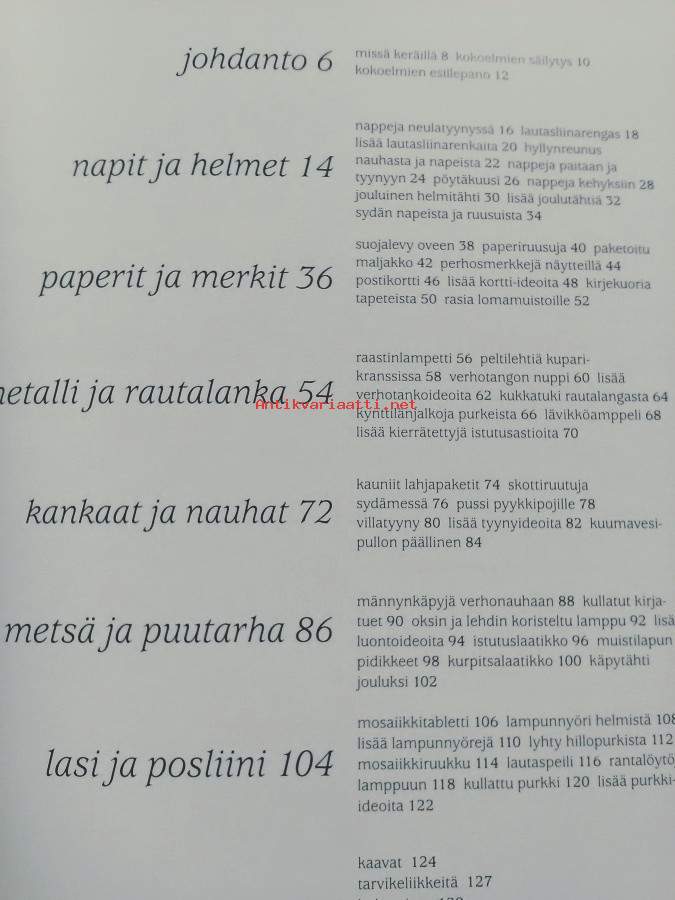 johdanto 6
missä keräillä 8 kokoelmien säilytys 10
kokoelmien esillepano 12
napit ja helmet 14
nappeja neulatyynyssä 16 lautasliinarengas 18
lisää lautasliinarenkaita 20 hyllynreunus
nauhasta ja napeista 22 nappeja paitaan ja
tyynyyn 24 pöytäkuusi 26 nappeja kehyksiin 28
jouluinen helmitähti 30 lisää joulutähtiä 32
sydän napeista ja ruusuista 34
paperit ja merkit 36
suojalevy oveen 38 paperiruusuja 40 paketoitu
maljakko 42 perhosmerkkejä näytteillä 44
postikortti 46 lisää kortti-ideoita 48 kirjekuoria
tapeteista 50 rasia lomamuistoille 52
netalli ja rautalanka 54
raastinlampetti 56 peltilehtiä kupari-
kranssissa 58 verhotangon nuppi 60 lisää
verhotankoideoita 62 kukkatuki rautalangasta 64
Antikvariaatti.net
kynttilänjalkoja purkeista 66 lävikköamppeli 68
lisää kierrätettyjä istutusastioita 70
kankaat ja nauhat 72
kauniit lahjapaketit 74 skottiruutuja
sydämessä 76 pussi pyykkipojille 78
villatyyny 80 lisää tyynyideoita 82 kuumavesi-
pullon päällinen 84
metsä ja puutarha 86
männynkäpyjä verhonauhaan 88 kullatut kirja-
tuet 90 oksin ja lehdin koristeltu lamppu 92 lisä
luontoideoita 94 istutuslaatikko 96 muistilapun
pidikkeet 98 kurpitsalaatikko 100 käpytähti
jouluksi 102
lasi ja posliini 104
mosaiikkitabletti 106 lampunnyöri helmistä 108
lisää lampunnyörejä 110 lyhty hillopurkista 112
mosaiikkiruukku 114 lautaspeili 116 rantalöytöj
lamppuun 118 kullattu purkki 120 lisää purkki-
ideoita 122
kaavat 124
tarvikeliikkeitä 127